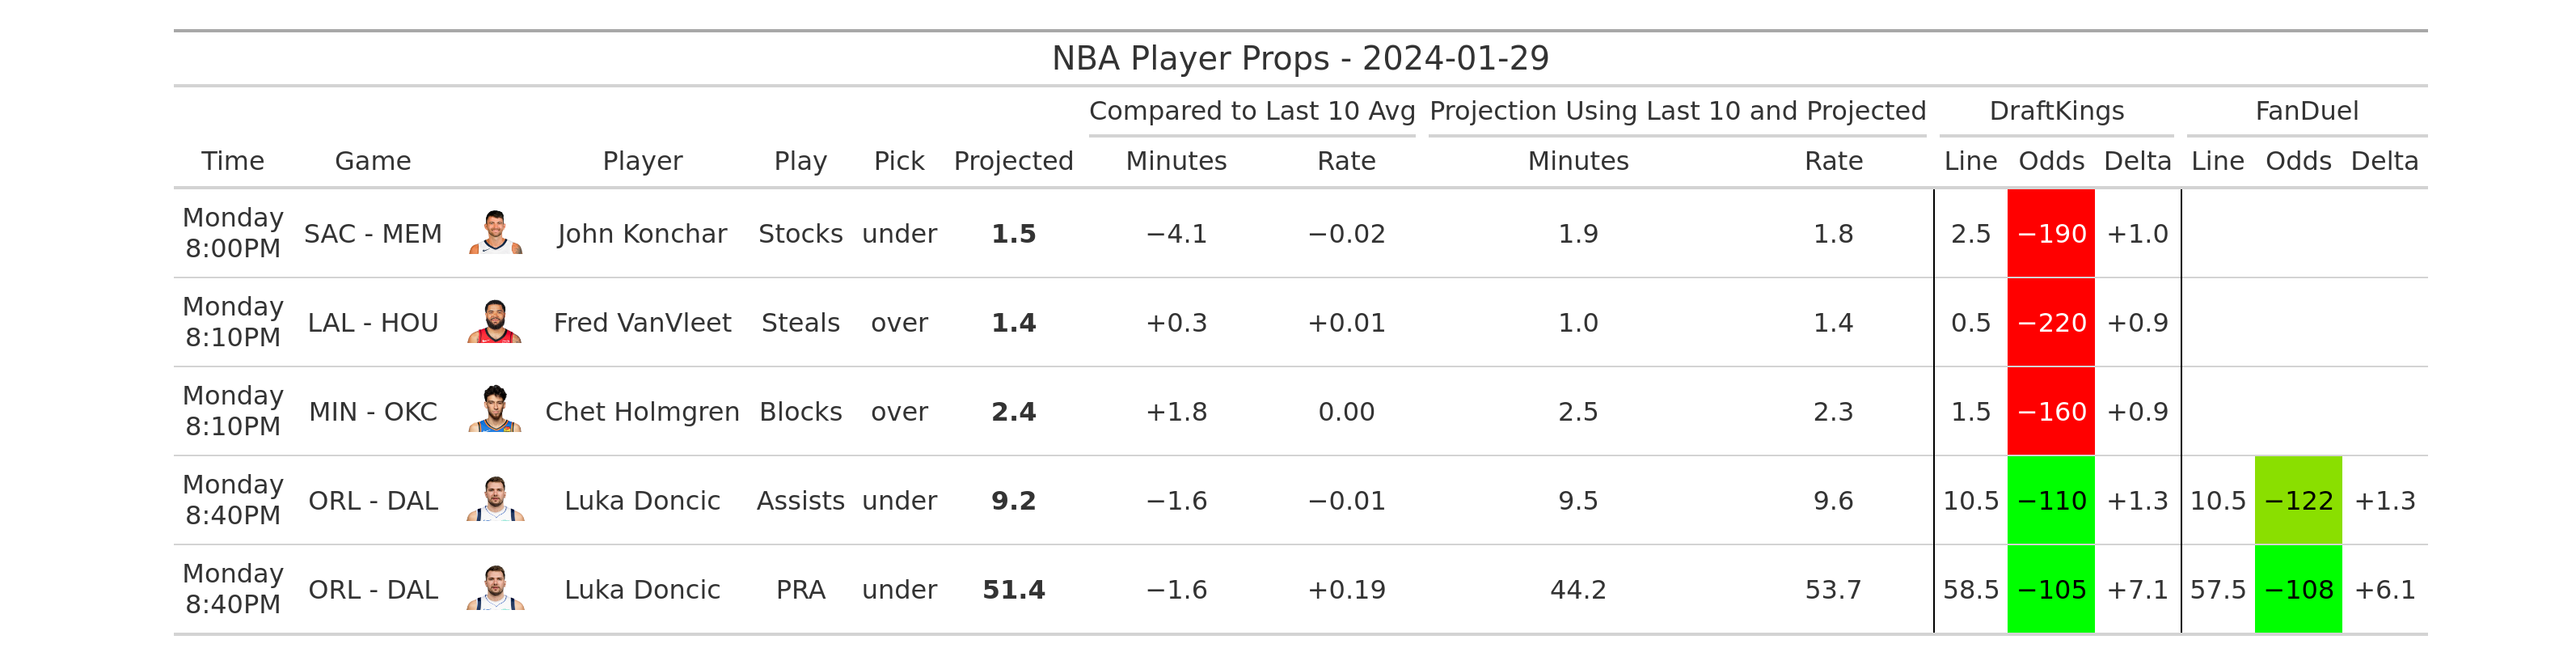 NBA Player Props - 2024-01-29
Compared to Last 10 Avg Projection Using Last 10 and Projected DraftKings FanDuel
Time Game Player Play Pick Projected Minutes Rate Minutes Rate Line Odds Delta Line Odds Delta
Monday
8:00PM SAC - MEM John Konchar Stocks under 1.5 −4.1 −0.02 1.9 1.8 2.5 −190 +1.0
Monday
8:10PM LAL - HOU Fred VanVleet Steals over 1.4 +0.3 +0.01 1.0 1.4 0.5 −220 +0.9
Monday
8:10PM MIN - OKC Chet Holmgren Blocks over 2.4 +1.8 0.00 2.5 2.3 1.5 −160 +0.9
Monday
8:40PM ORL - DAL Luka Doncic Assists under 9.2 −1.6 −0.01 9.5 9.6 10.5 −110 +1.3 10.5 −122 +1.3
Monday
8:40PM ORL - DAL Luka Doncic PRA under 51.4 −1.6 +0.19 44.2 53.7 58.5 −105 +7.1 57.5 −108 +6.1